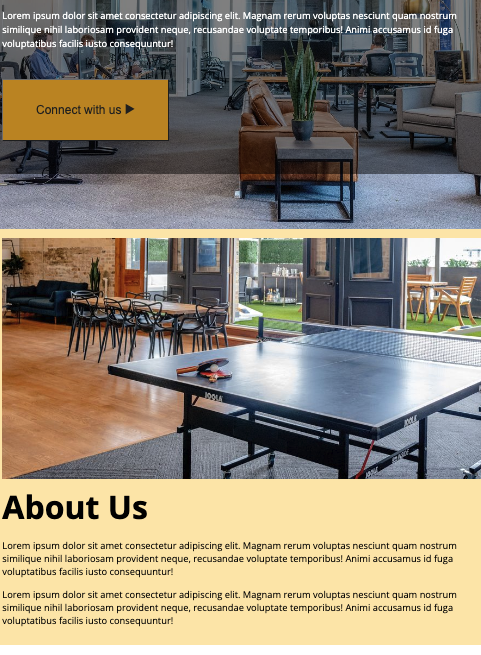 Lorem ipsum dolor sit amet consectetur adipiscing elit. Magnam rerum voluptas nesciunt quam nostrum
similique nihil laboriosam provident neque, recusandae voluptate temporibus! Animi accusamus id fuga
voluptatibus facilis iusto consequuntur!
Connect with us ▶
JOOLA
JOOLA
JOOLA
About Us
Lorem ipsum dolor sit amet consectetur adipiscing elit. Magnam rerum voluptas nesciunt quam nostrum
similique nihil laboriosam provident neque, recusandae voluptate temporibus! Animi accusamus id fuga
voluptatibus facilis iusto consequuntur!
Lorem ipsum dolor sit amet consectetur adipiscing elit. Magnam rerum voluptas nesciunt quam nostrum
similique nihil laboriosam provident neque, recusandae voluptate temporibus! Animi accusamus id fuga
voluptatibus facilis iusto consequuntur!